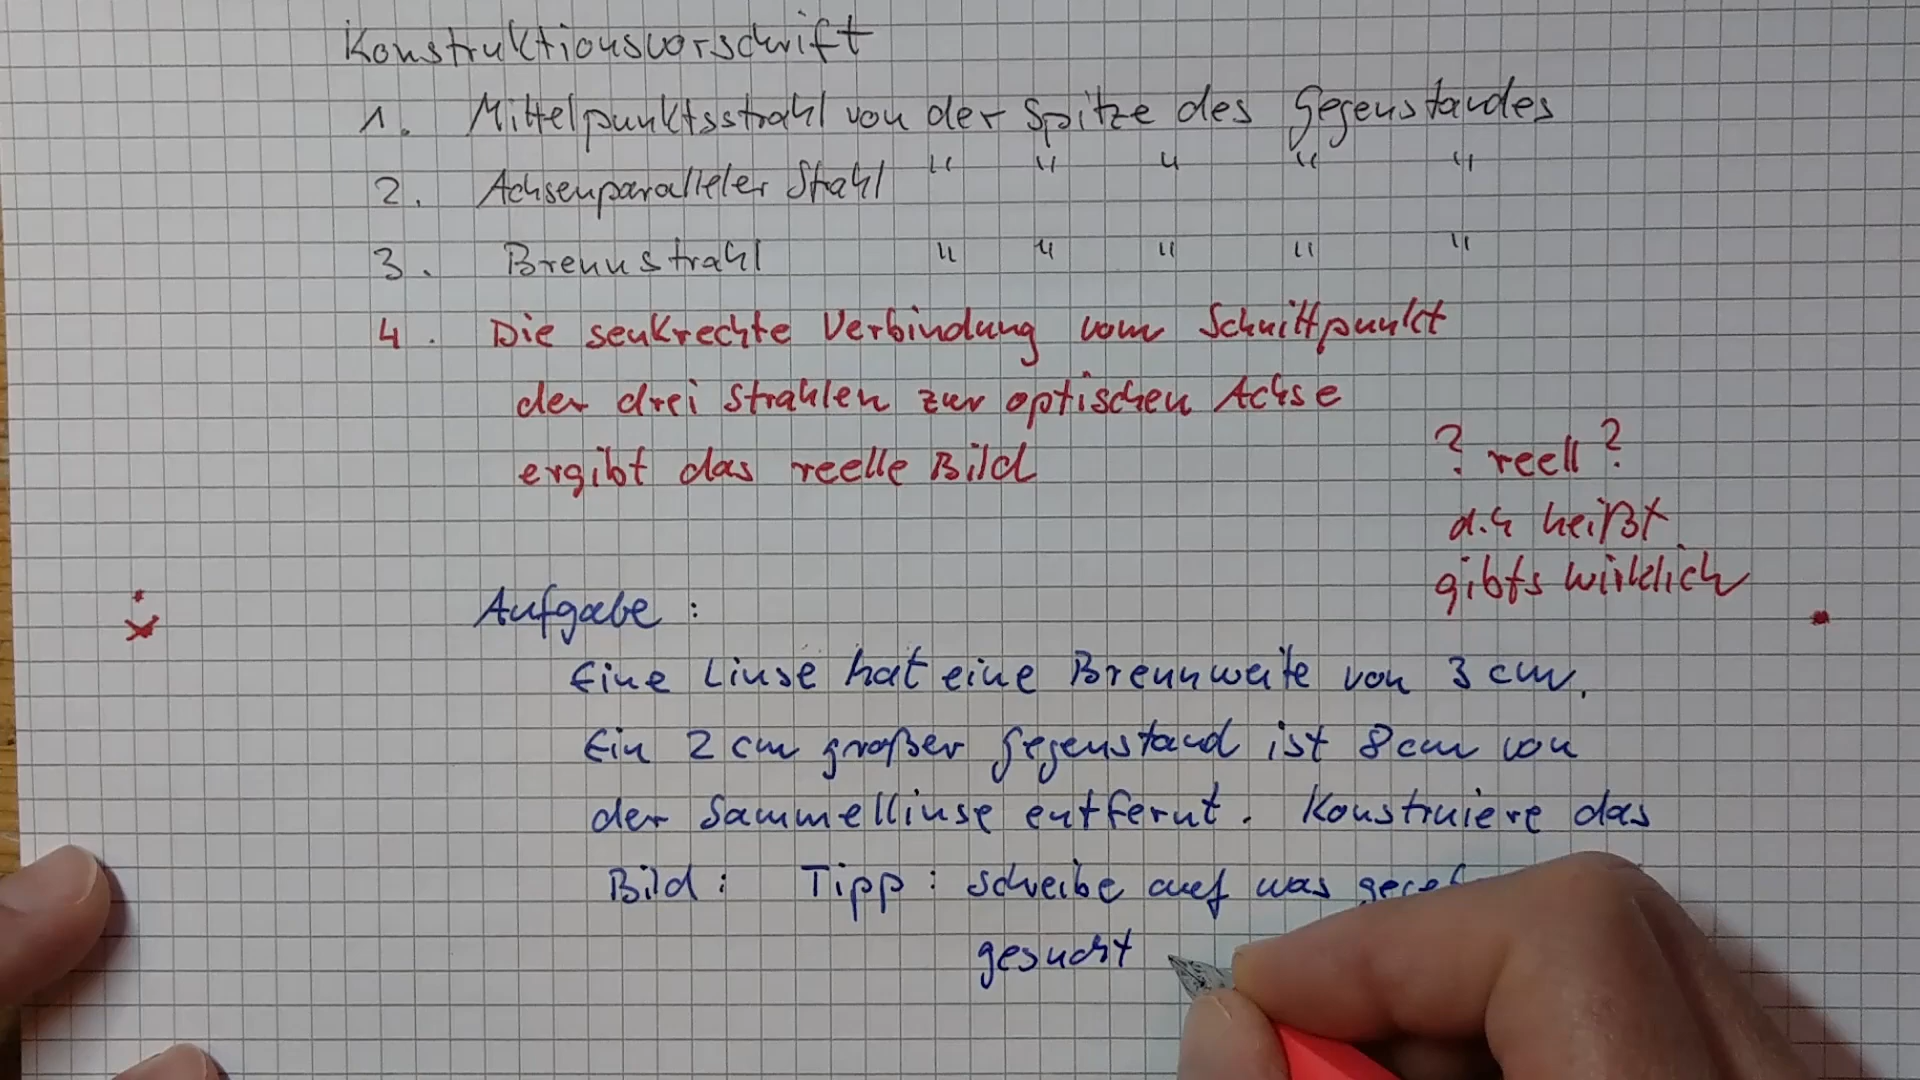 Konstruktionsvorschrift
1. Mittelpunktsstrahl von der Spitze des Gegenstandes
2. Achsenparalleler Strahl " " " " "
3. Brennstrahl " " " " "
4. Die senkrechte Verbindung vom Schnittpunkt
der drei Strahlen zur optischen Achse
ergibt das reelle Bild
? reell ?
d.h heißt
gibts wirklich
Aufgabe :
Eine Linse hat eine Brennweite von 3 cm.
Ein 2 cm großer Gegenstand ist 8 cm von
der Sammellinse entfernt. Konstruiere das
Bild : Tipp : schreibe auf was
gesucht